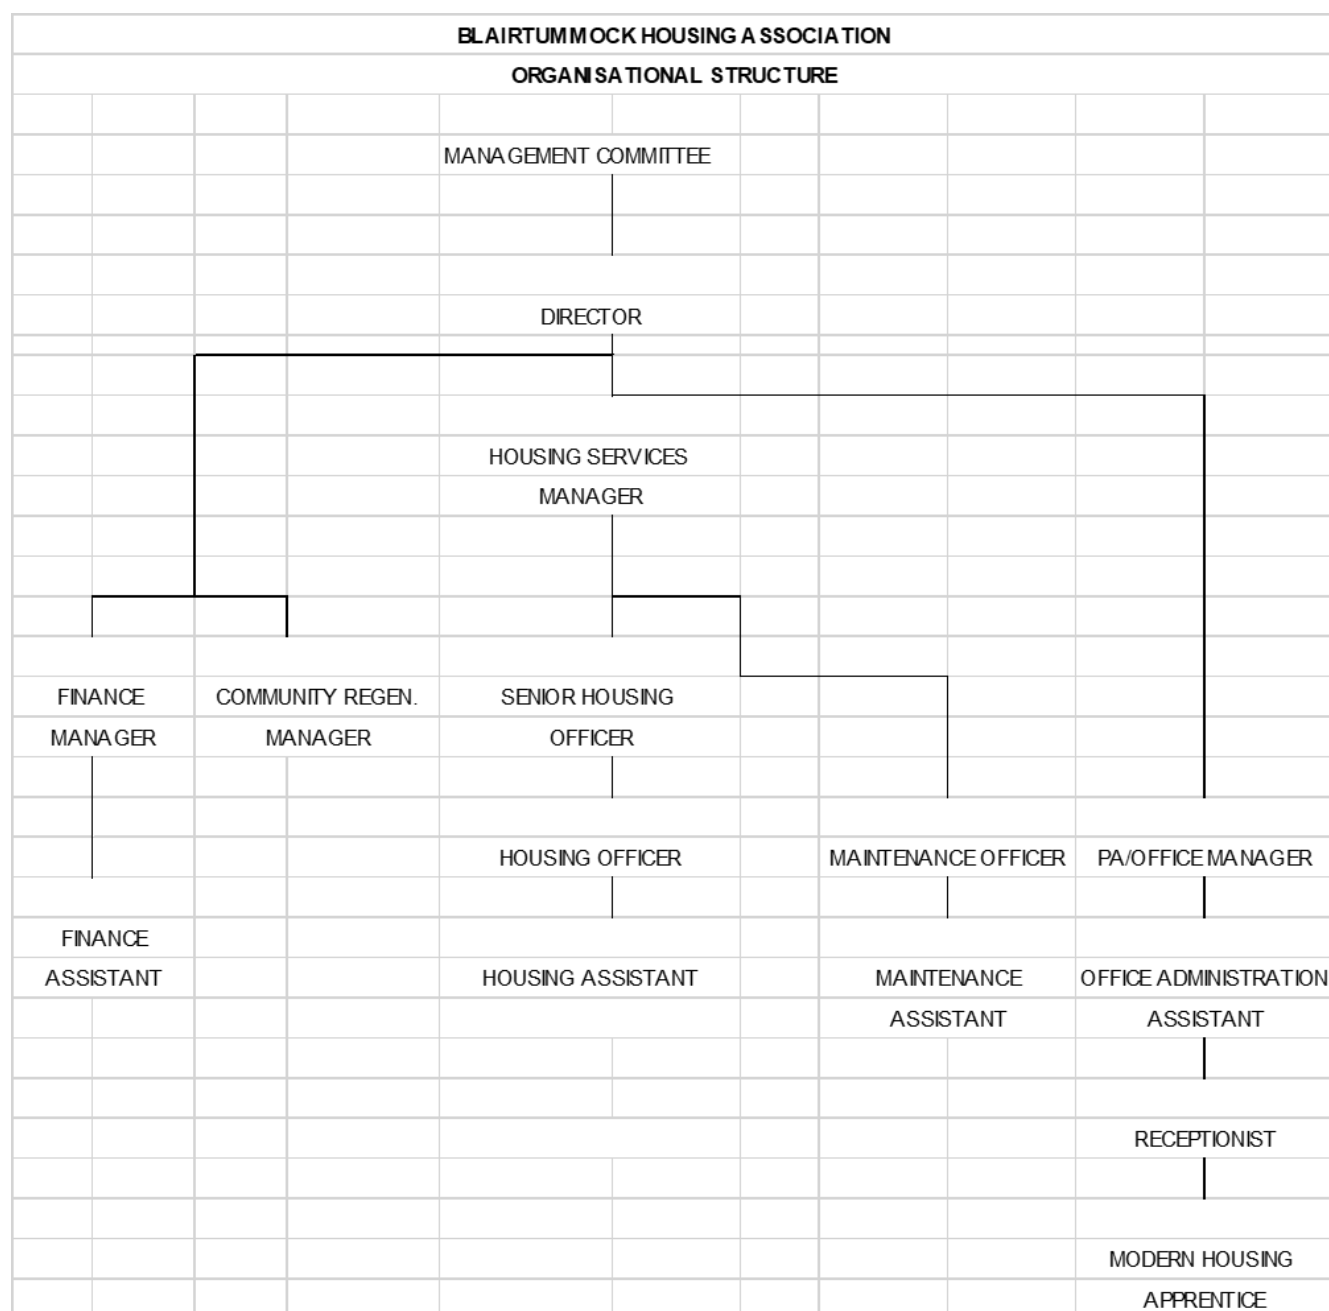 BLAIRTUMMOCK HOUSING ASSOCIATION
ORGANISATIONAL STRUCTURE
MANAGEMENT COMMITTEE
DIRECTOR
HOUSING SERVICES
MANAGER
FINANCE
MANAGER
COMMUNITY REGEN.
MANAGER
SENIOR HOUSING
OFFICER
HOUSING OFFICER
MAINTENANCE OFFICER
PA/OFFICE MANAGER
FINANCE
ASSISTANT
HOUSING ASSISTANT
MAINTENANCE
ASSISTANT
OFFICE ADMINISTRATION
ASSISTANT
RECEPTIONIST
MODERN HOUSING
APPRENTICE